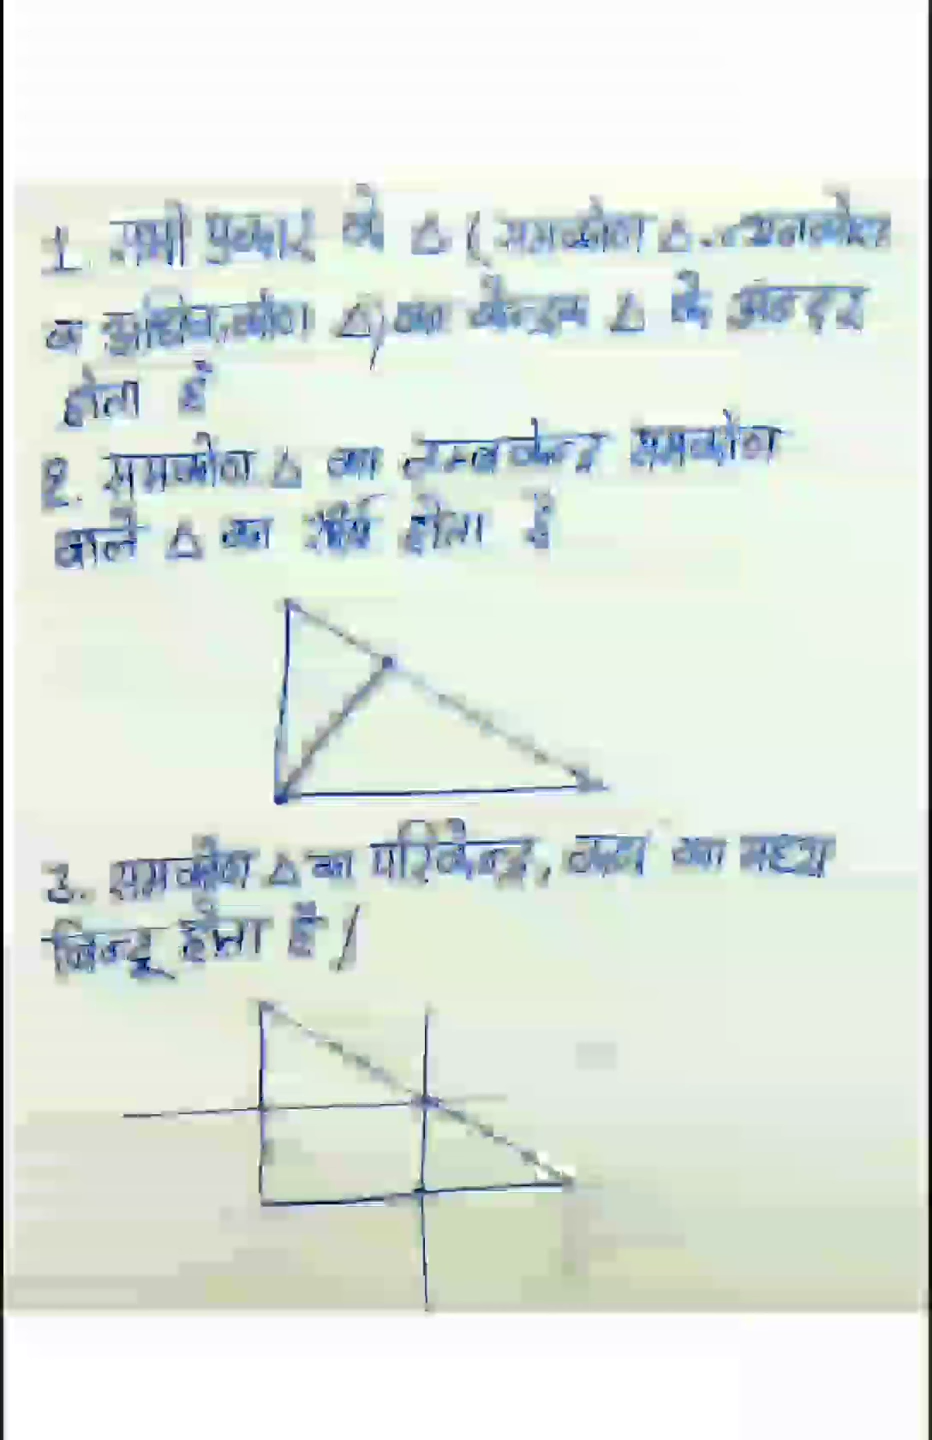 1. सभी प्रकार के △ (समकोण △, न्यूनकोण
व अधिककोण △) का केन्द्रक △ के अन्दर
होता है
2. समकोण △ का लम्बकेन्द्र समकोण
वाले △ का शीर्ष होता है
3. समकोण △ का परिकेन्द्र, कर्ण का मध्य
बिन्दू होता है /